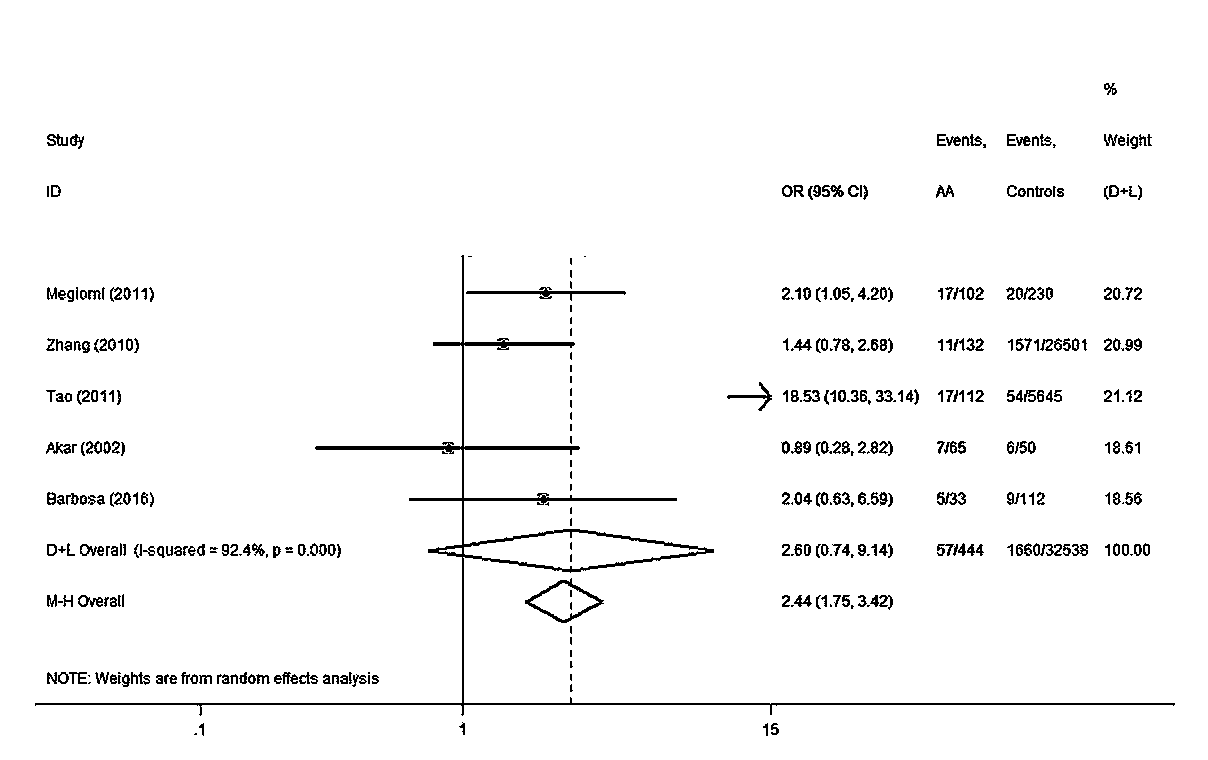 %
Study Events, Events, Weight
ID OR (95% CI) AA Controls (D+L)
Megiorni (2011) 2.10 (1.05, 4.20) 17/102 20/230 20.72
Zhang (2010) 1.44 (0.78, 2.68) 11/132 1571/26501 20.99
Tao (2011) 18.53 (10.36, 33.14) 17/112 54/5645 21.12
Akar (2002) 0.89 (0.28, 2.82) 7/65 6/50 18.61
Barbosa (2016) 2.04 (0.63, 6.59) 5/33 9/112 18.56
D+L Overall (I-squared = 92.4%, p = 0.000) 2.60 (0.74, 9.14) 57/444 1660/32538 100.00
M-H Overall 2.44 (1.75, 3.42)
NOTE: Weights are from random effects analysis
.1 1 15